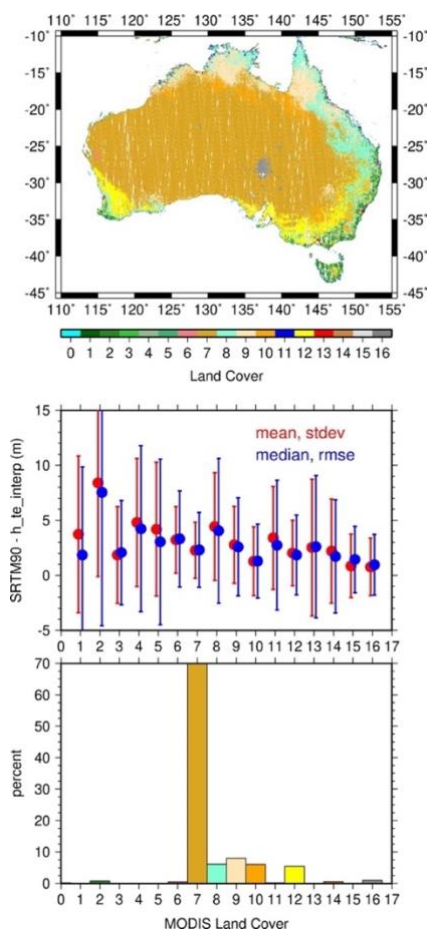 110° 115° 120° 125° 130° 135° 140° 145° 150° 155°
-10° -10°
-15° -15°
-20° -20°
-25° -25°
-30° -30°
-35° -35°
-40° -40°
-45° -45°
110° 115° 120° 125° 130° 135° 140° 145° 150° 155°
0 1 2 3 4 5 6 7 8 9 10 11 12 13 14 15 16
Land Cover
15
mean, stdev
median, rmse
10
5
0
-5
SRTM90 - h_te_interp (m)
0 1 2 3 4 5 6 7 8 9 10 11 12 13 14 15 16 17
70
60
50
40
30
20
10
0
percent
0 1 2 3 4 5 6 7 8 9 10 11 12 13 14 15 16 17
MODIS Land Cover